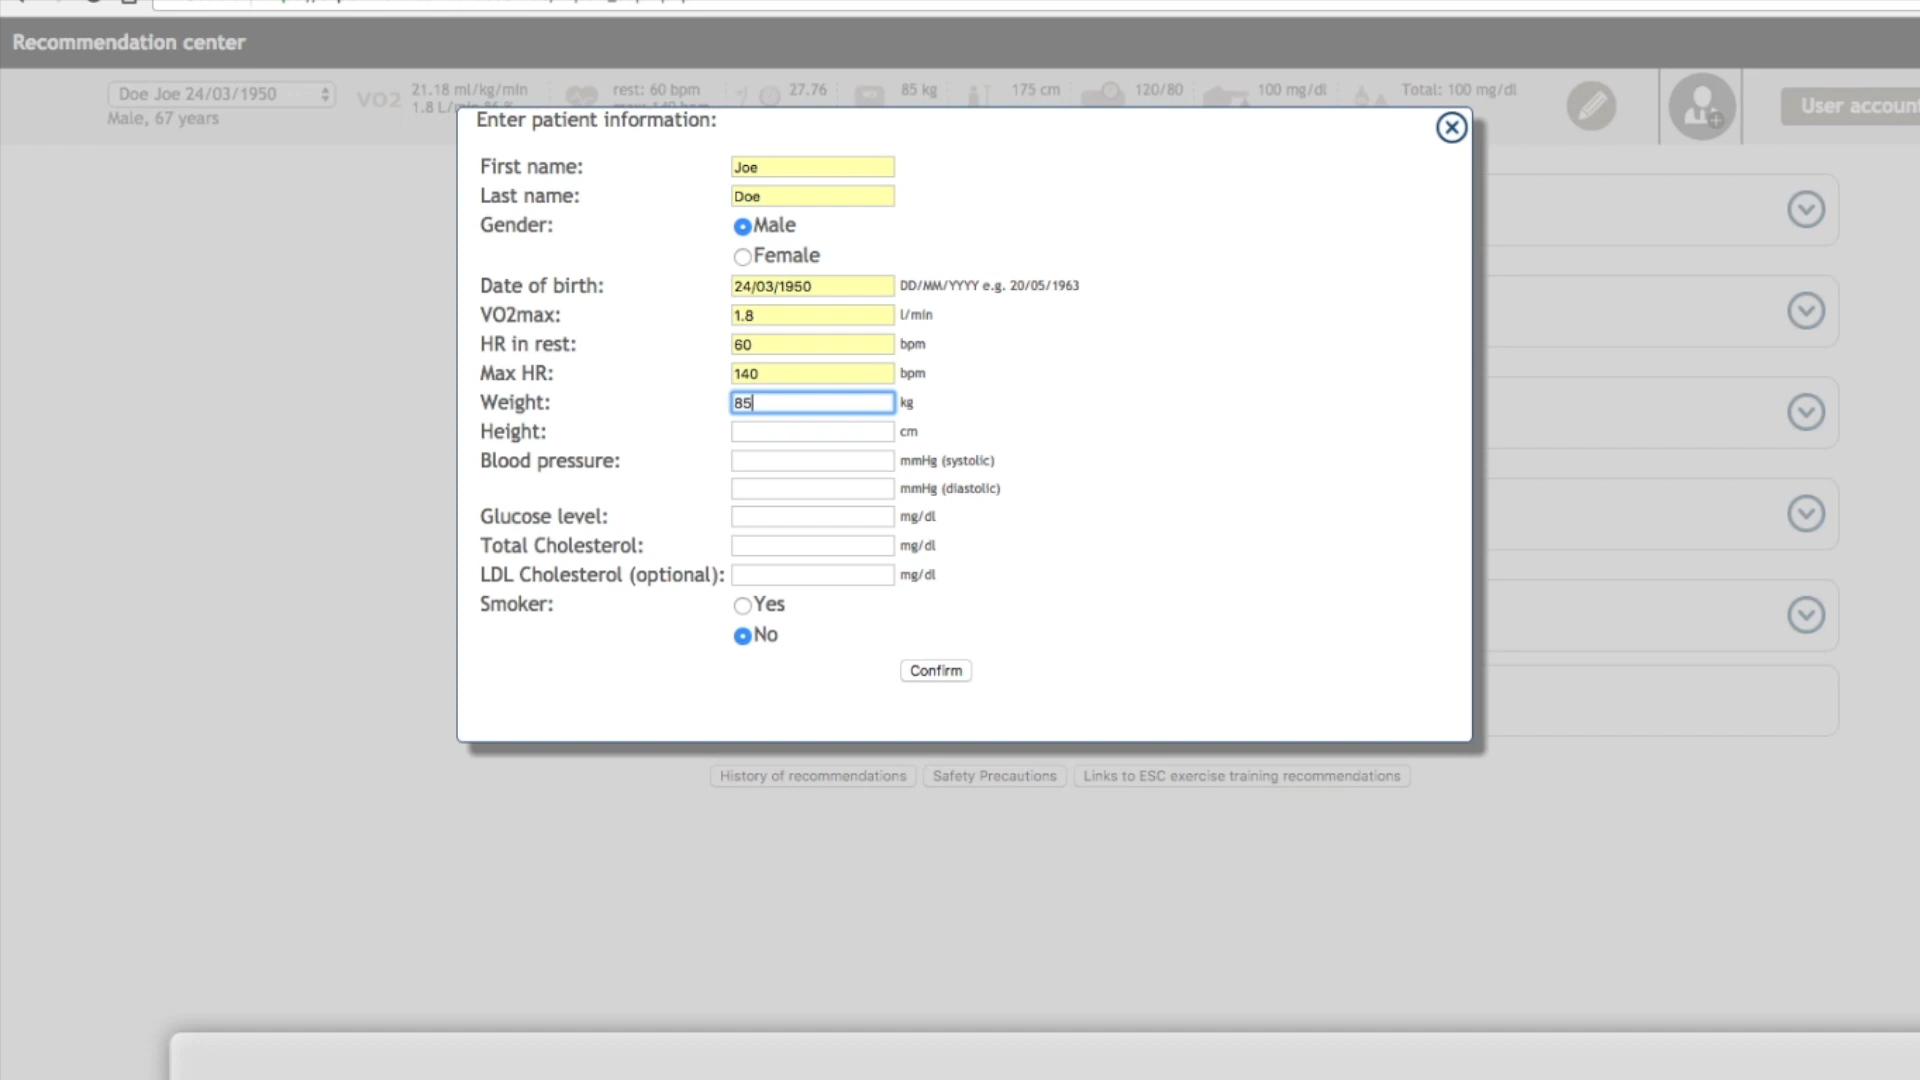 Recommendation center
Doe Joe 24/03/1950
Male, 67 years
VO2
21.18 ml/kg/min
1.8 L/min
rest: 60 bpm
27.76
85 kg
175 cm
120/80
100 mg/dl
Total: 100 mg/dl
User account
Enter patient information:
First name: Joe
Last name: Doe
Gender: Male
Female
Date of birth: 24/03/1950 DD/MM/YYYY e.g. 20/05/1963
VO2max: 1.8 l/min
HR in rest: 60 bpm
Max HR: 140 bpm
Weight: 85 kg
Height: cm
Blood pressure: mmHg (systolic)
mmHg (diastolic)
Glucose level: mg/dl
Total Cholesterol: mg/dl
LDL Cholesterol (optional): mg/dl
Smoker: Yes
No
Confirm
History of recommendations
Safety Precautions
Links to ESC exercise training recommendations